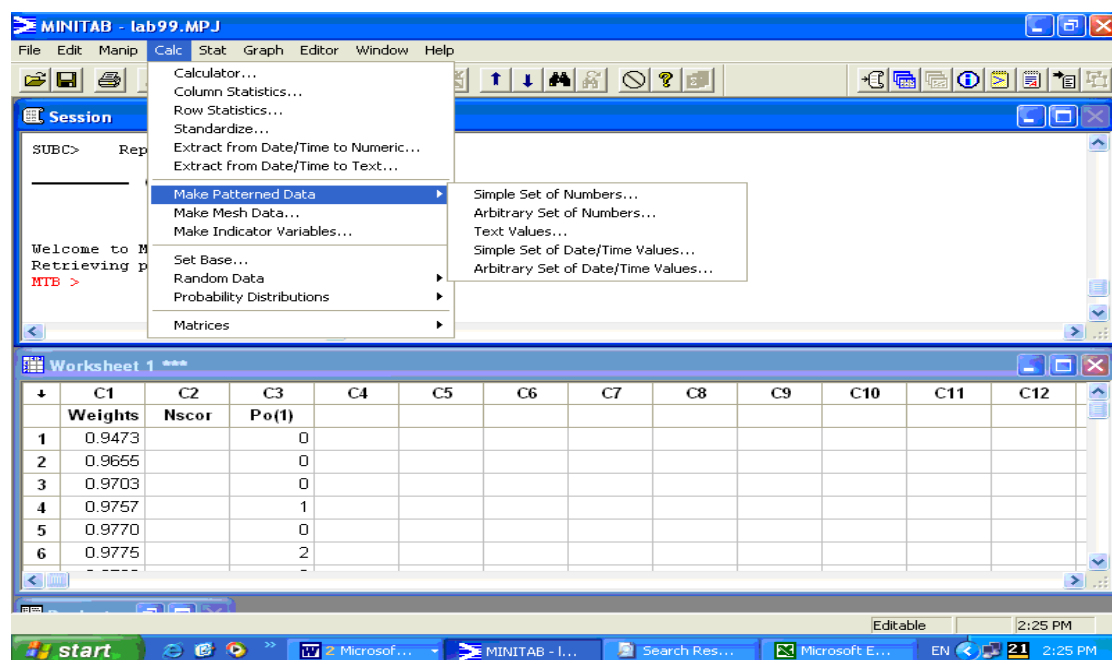 MINITAB - lab99.MPJ
File Edit Manip Calc Stat Graph Editor Window Help
Calculator...
Column Statistics...
Row Statistics...
Standardize...
Extract from Date/Time to Numeric...
Extract from Date/Time to Text...
Make Patterned Data
Make Mesh Data...
Make Indicator Variables...
Set Base...
Random Data
Probability Distributions
Matrices
Simple Set of Numbers...
Arbitrary Set of Numbers...
Text Values...
Simple Set of Date/Time Values...
Arbitrary Set of Date/Time Values...
Session
SUBC> Rep
Welcome to M
Retrieving p
MTB >
Worksheet 1 ***
C1 C2 C3 C4 C5 C6 C7 C8 C9 C10 C11 C12
Weights Nscor Po(1)
1 0.9473 0
2 0.9655 0
3 0.9703 0
4 0.9757 1
5 0.9770 0
6 0.9775 2
Editable 2:25 PM
start 2 Microsof... MINITAB - l... Search Res... Microsoft E... EN 21 2:25 PM